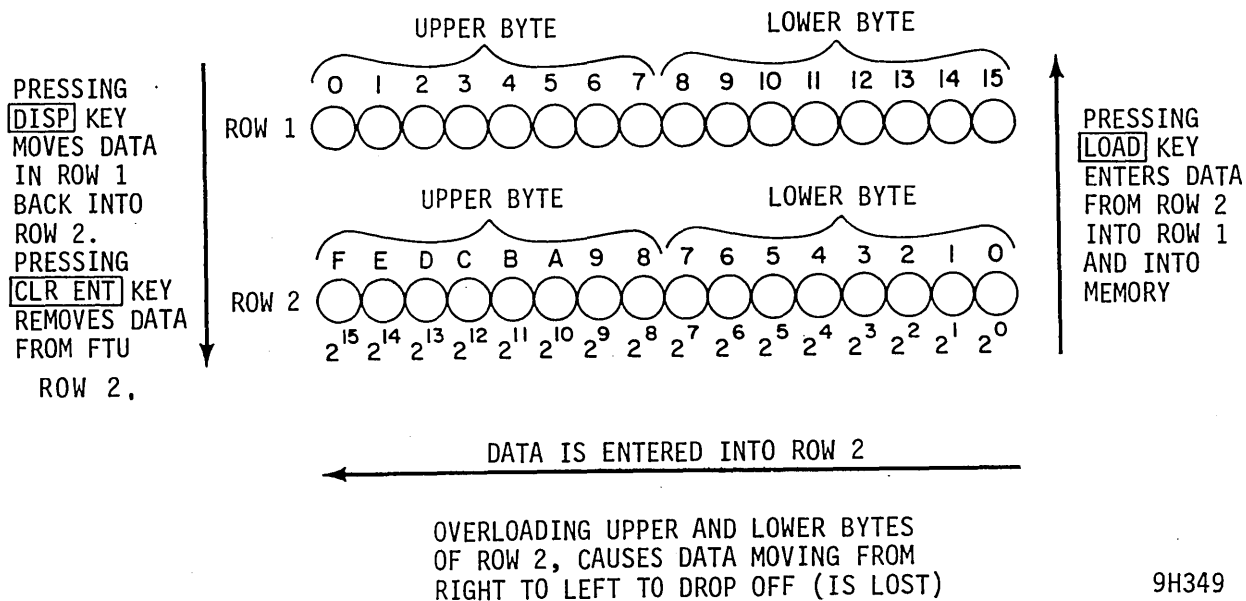 UPPER BYTE
LOWER BYTE
0 1 2 3 4 5 6 7 8 9 10 11 12 13 14 15
ROW 1
UPPER BYTE
LOWER BYTE
F E D C B A 9 8 7 6 5 4 3 2 1 0
ROW 2
2^15 2^14 2^13 2^12 2^11 2^10 2^9 2^8 2^7 2^6 2^5 2^4 2^3 2^2 2^1 2^0
PRESSING
DISP KEY
MOVES DATA
IN ROW 1
BACK INTO
ROW 2.
PRESSING
CLR ENT KEY
REMOVES DATA
FROM FTU
ROW 2.
PRESSING
LOAD KEY
ENTERS DATA
FROM ROW 2
INTO ROW 1
AND INTO
MEMORY
DATA IS ENTERED INTO ROW 2
OVERLOADING UPPER AND LOWER BYTES
OF ROW 2, CAUSES DATA MOVING FROM
RIGHT TO LEFT TO DROP OFF (IS LOST)
9H349